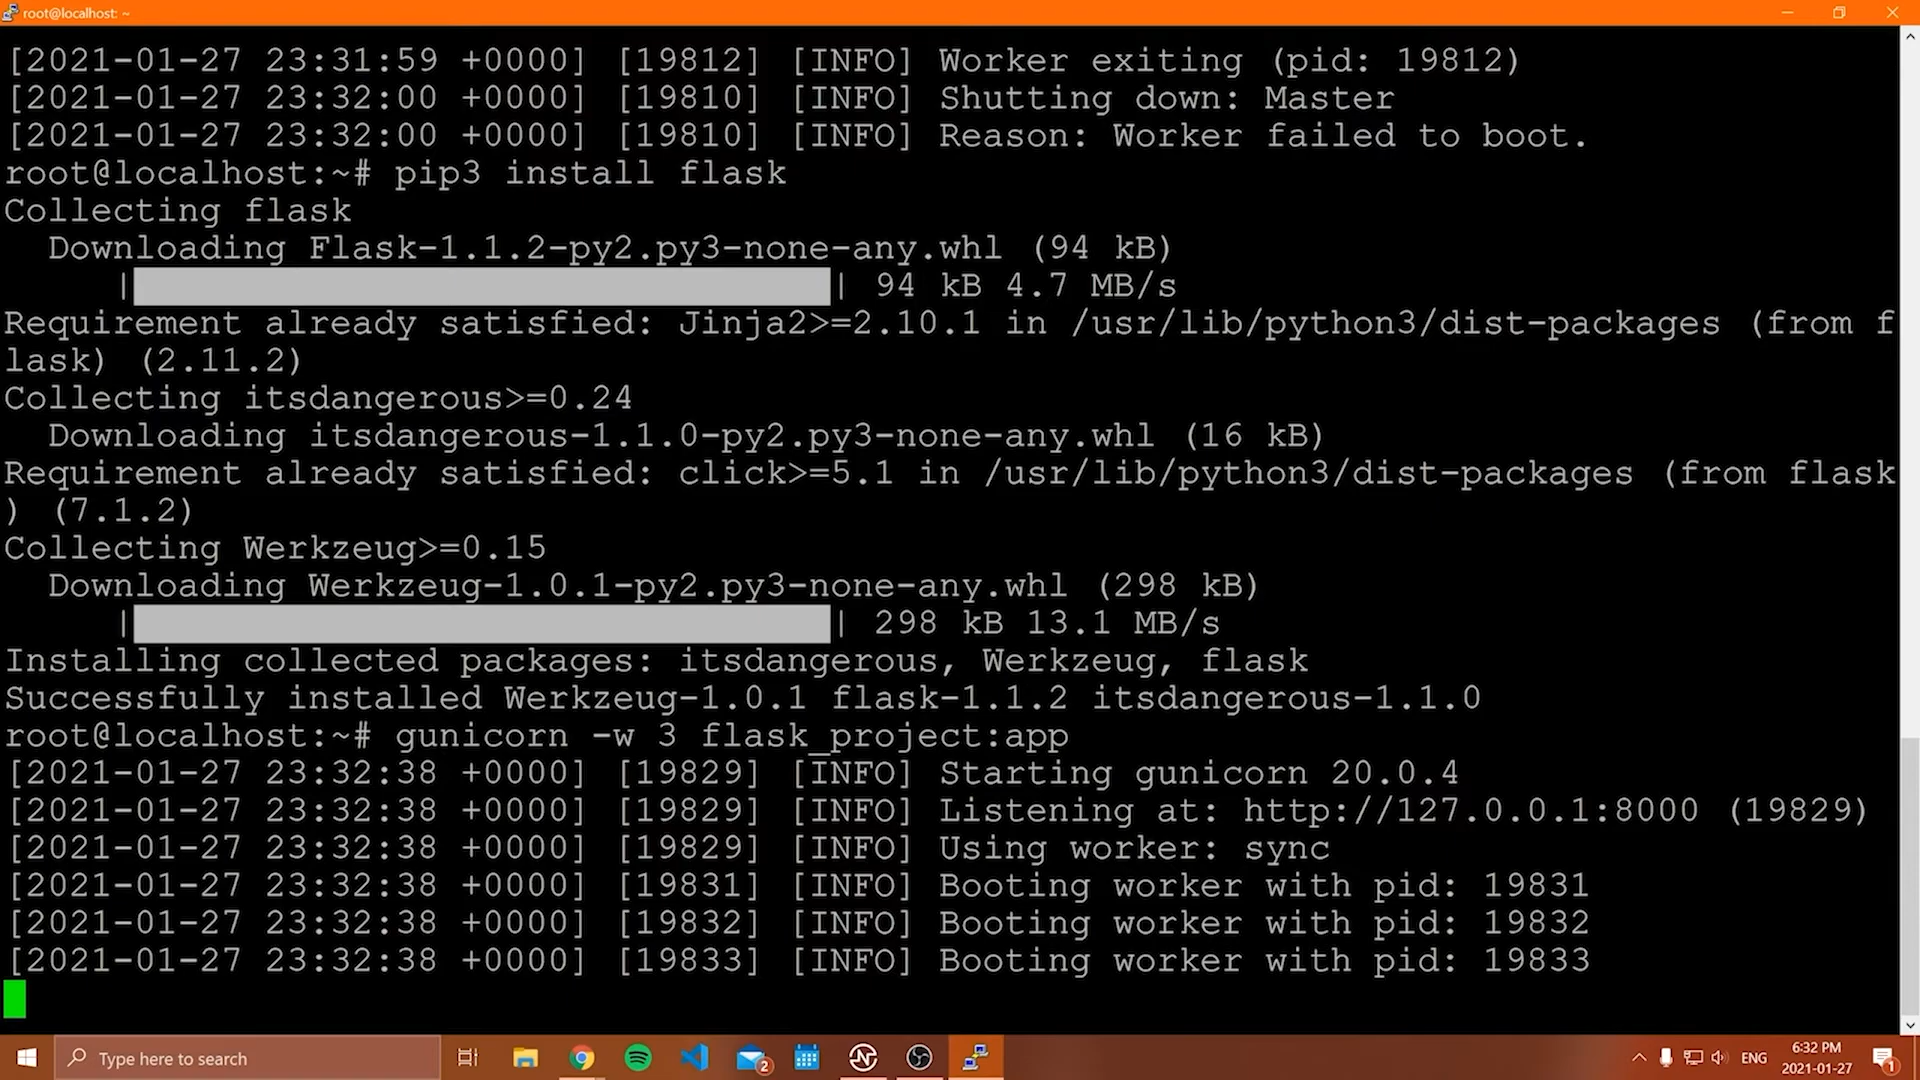 root@localhost: ~
[2021-01-27 23:31:59 +0000] [19812] [INFO] Worker exiting (pid: 19812)
[2021-01-27 23:32:00 +0000] [19810] [INFO] Shutting down: Master
[2021-01-27 23:32:00 +0000] [19810] [INFO] Reason: Worker failed to boot.
root@localhost:~# pip3 install flask
Collecting flask
  Downloading Flask-1.1.2-py2.py3-none-any.whl (94 kB)
| | 94 kB 4.7 MB/s
Requirement already satisfied: Jinja2>=2.10.1 in /usr/lib/python3/dist-packages (from f
lask) (2.11.2)
Collecting itsdangerous>=0.24
  Downloading itsdangerous-1.1.0-py2.py3-none-any.whl (16 kB)
Requirement already satisfied: click>=5.1 in /usr/lib/python3/dist-packages (from flask
) (7.1.2)
Collecting Werkzeug>=0.15
  Downloading Werkzeug-1.0.1-py2.py3-none-any.whl (298 kB)
| | 298 kB 13.1 MB/s
Installing collected packages: itsdangerous, Werkzeug, flask
Successfully installed Werkzeug-1.0.1 flask-1.1.2 itsdangerous-1.1.0
root@localhost:~# gunicorn -w 3 flask_project:app
[2021-01-27 23:32:38 +0000] [19829] [INFO] Starting gunicorn 20.0.4
[2021-01-27 23:32:38 +0000] [19829] [INFO] Listening at: http://127.0.0.1:8000 (19829)
[2021-01-27 23:32:38 +0000] [19829] [INFO] Using worker: sync
[2021-01-27 23:32:38 +0000] [19831] [INFO] Booting worker with pid: 19831
[2021-01-27 23:32:38 +0000] [19832] [INFO] Booting worker with pid: 19832
[2021-01-27 23:32:38 +0000] [19833] [INFO] Booting worker with pid: 19833
Type here to search
2
ENG
6:32 PM
2021-01-27
1